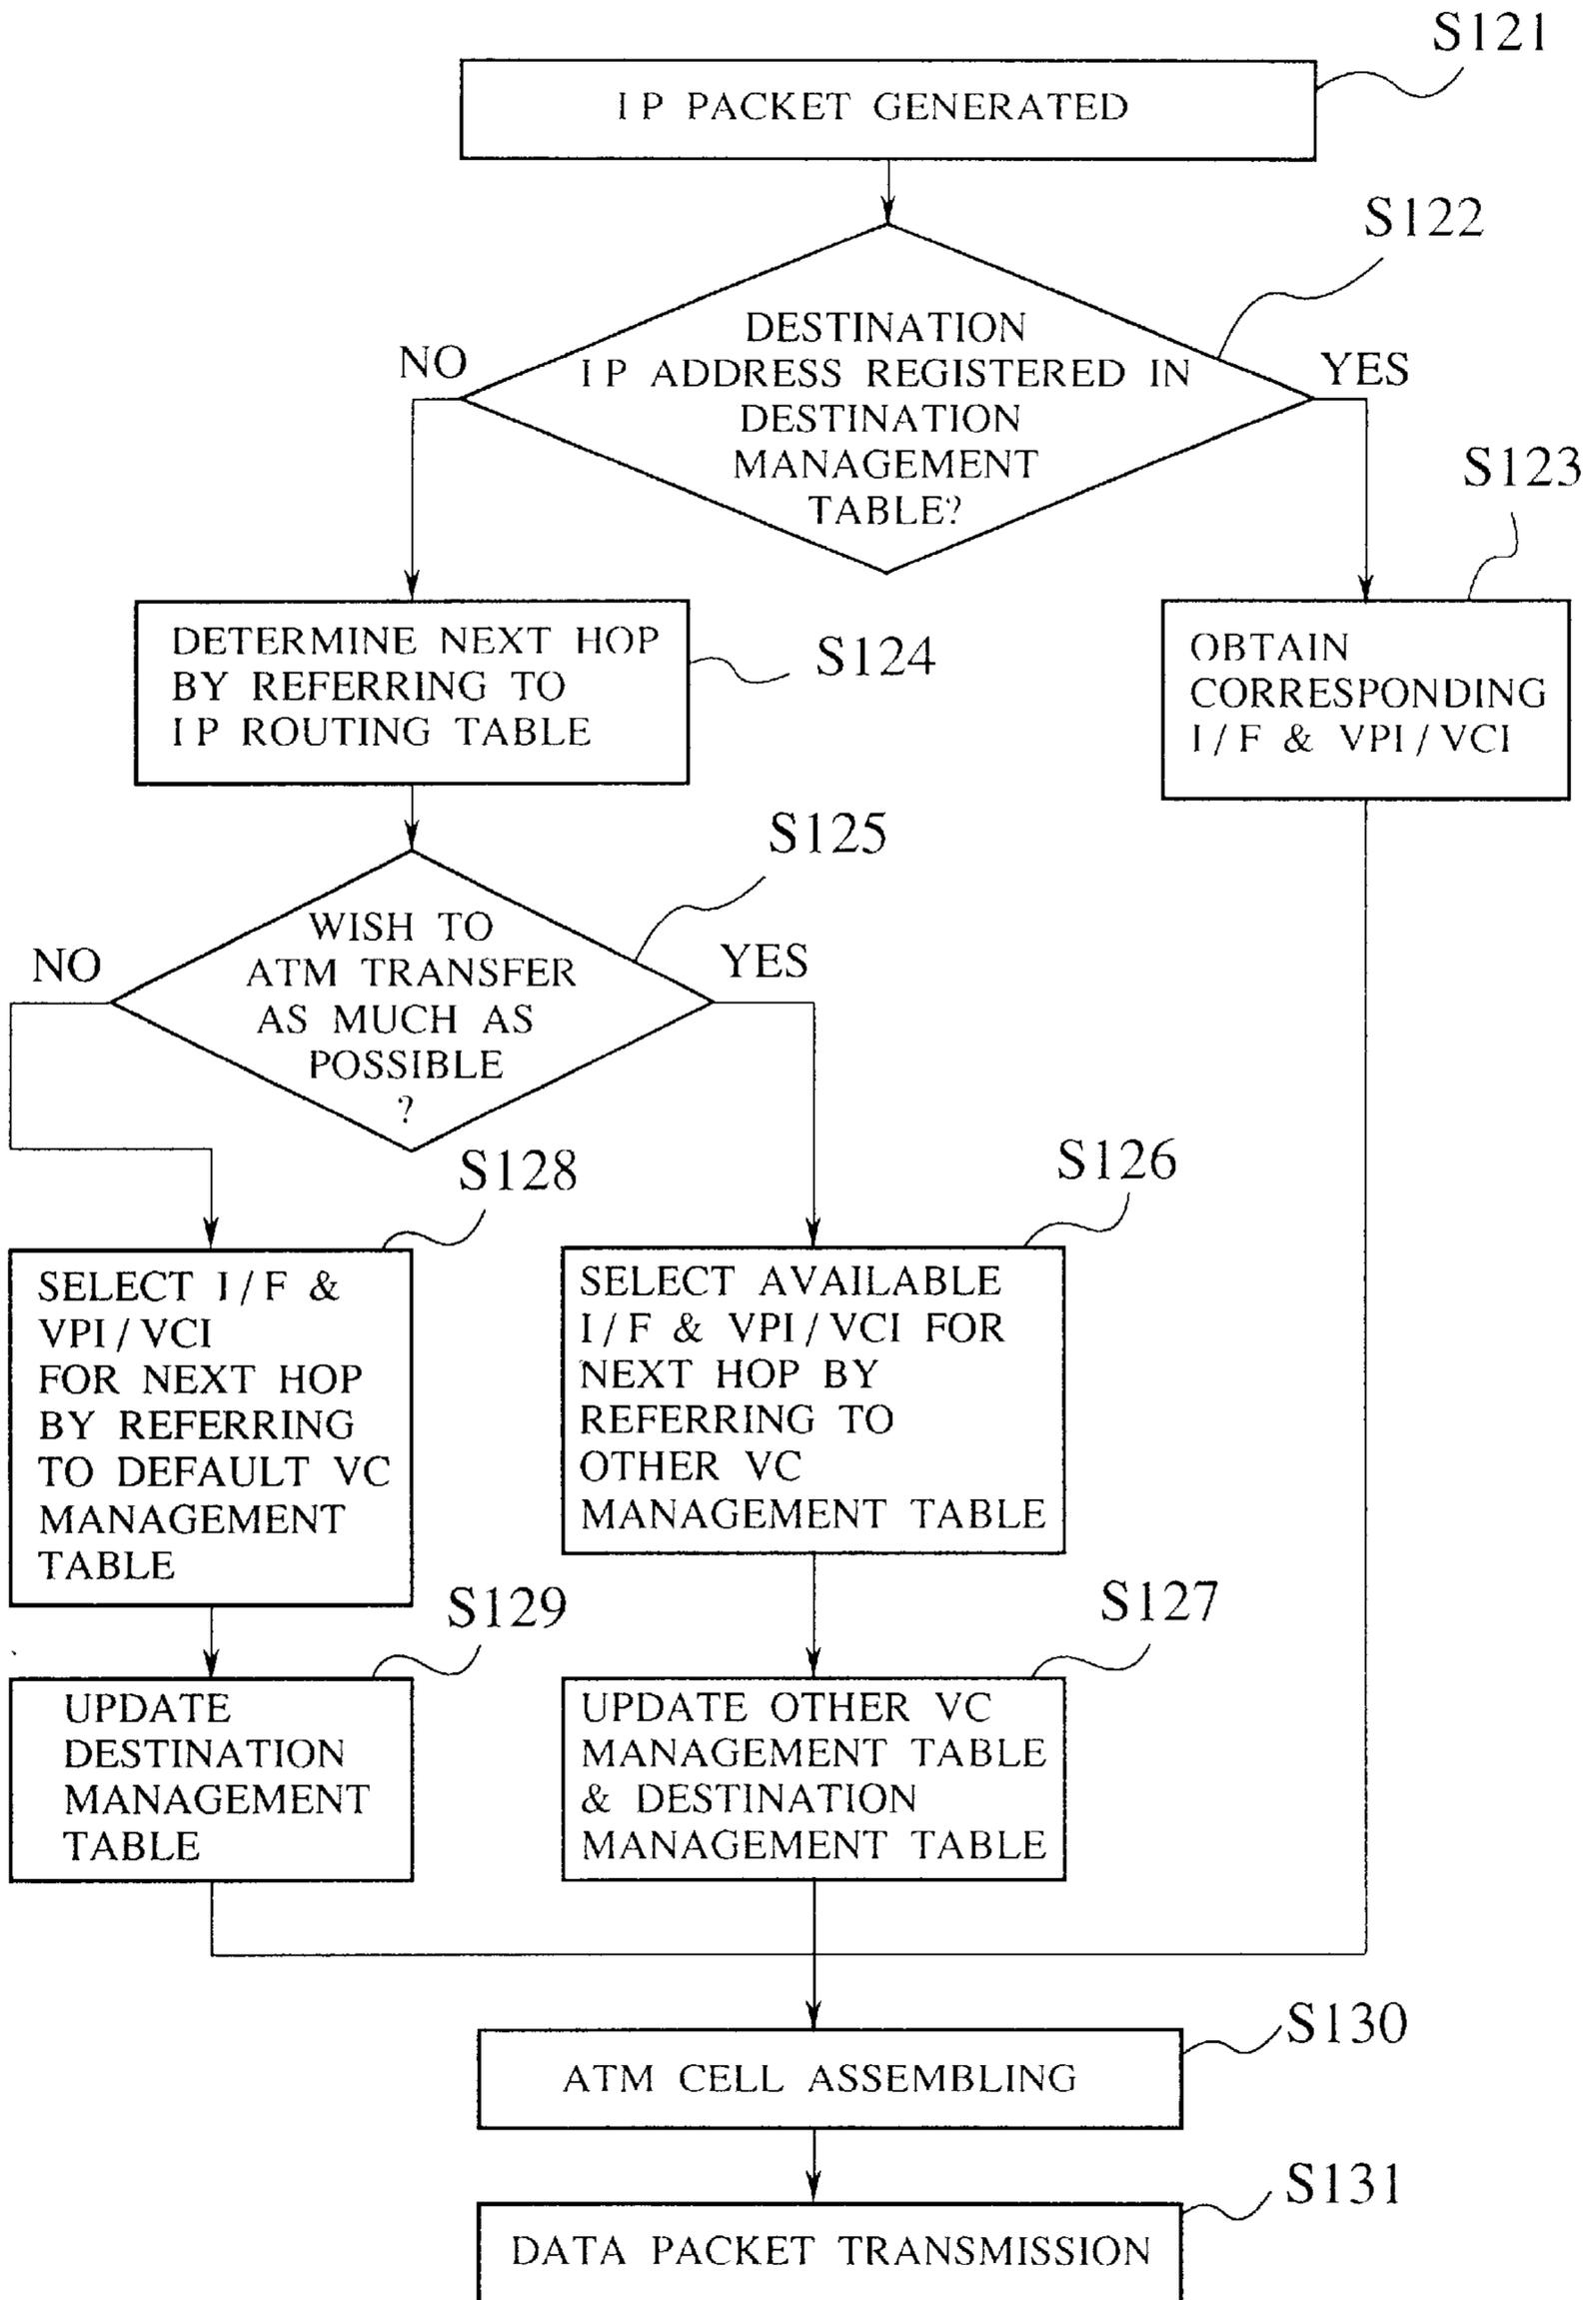 S121
IP PACKET GENERATED
S122
DESTINATION
IP ADDRESS REGISTERED IN
DESTINATION
MANAGEMENT
TABLE?
NO
YES
S123
OBTAIN
CORRESPONDING
I/F & VPI/VCI
DETERMINE NEXT HOP
BY REFERRING TO
IP ROUTING TABLE
S124
S125
WISH TO
ATM TRANSFER
AS MUCH AS
POSSIBLE
?
NO
YES
S128
SELECT I/F &
VPI/VCI
FOR NEXT HOP
BY REFERRING
TO DEFAULT VC
MANAGEMENT
TABLE
S126
SELECT AVAILABLE
I/F & VPI/VCI FOR
NEXT HOP BY
REFERRING TO
OTHER VC
MANAGEMENT TABLE
S129
UPDATE
DESTINATION
MANAGEMENT
TABLE
S127
UPDATE OTHER VC
MANAGEMENT TABLE
& DESTINATION
MANAGEMENT TABLE
S130
ATM CELL ASSEMBLING
S131
DATA PACKET TRANSMISSION